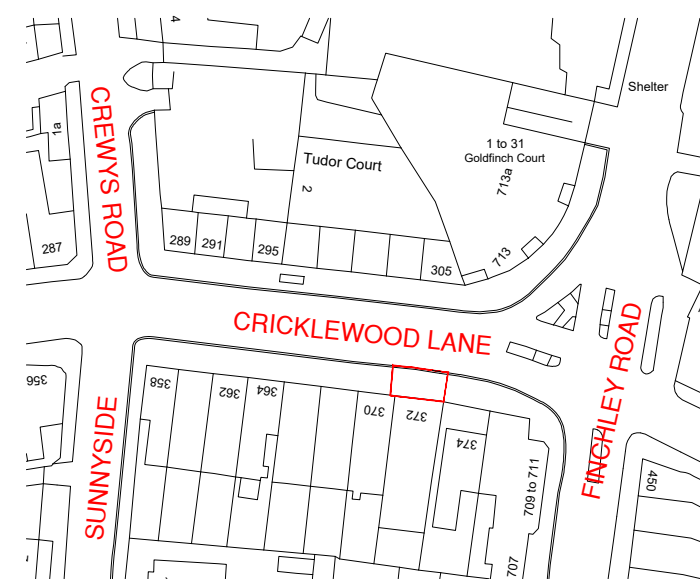 4
Shelter
1a
CREWYS ROAD
1 to 31
Goldfinch Court
713a
Tudor Court
2
287
289
291
295
305
713
CRICKLEWOOD LANE
FINCHLEY ROAD
356
358
362
364
370
372
374
SUNNYSIDE
709 to 711
707
450